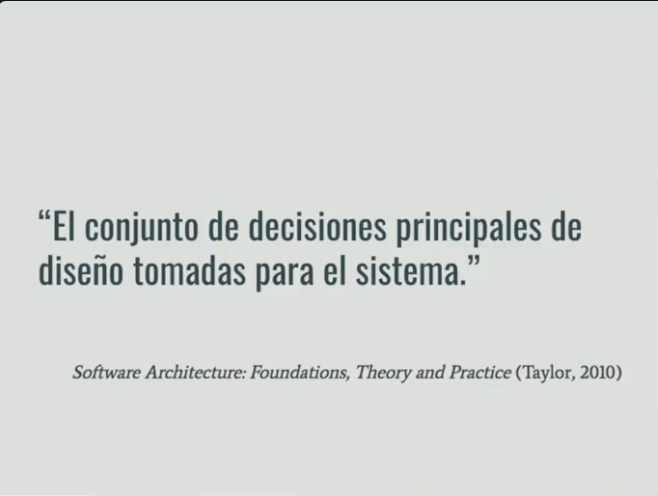 “El conjunto de decisiones principales de
diseño tomadas para el sistema.”
Software Architecture: Foundations, Theory and Practice (Taylor, 2010)